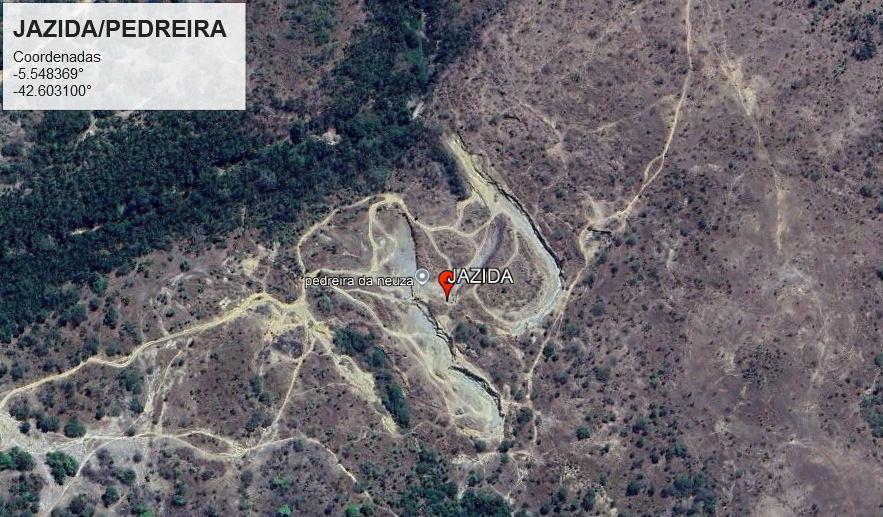 JAZIDA/PEDREIRA
Coordenadas
-5.548369°
-42.603100°
pedreira da neuza
JAZIDA